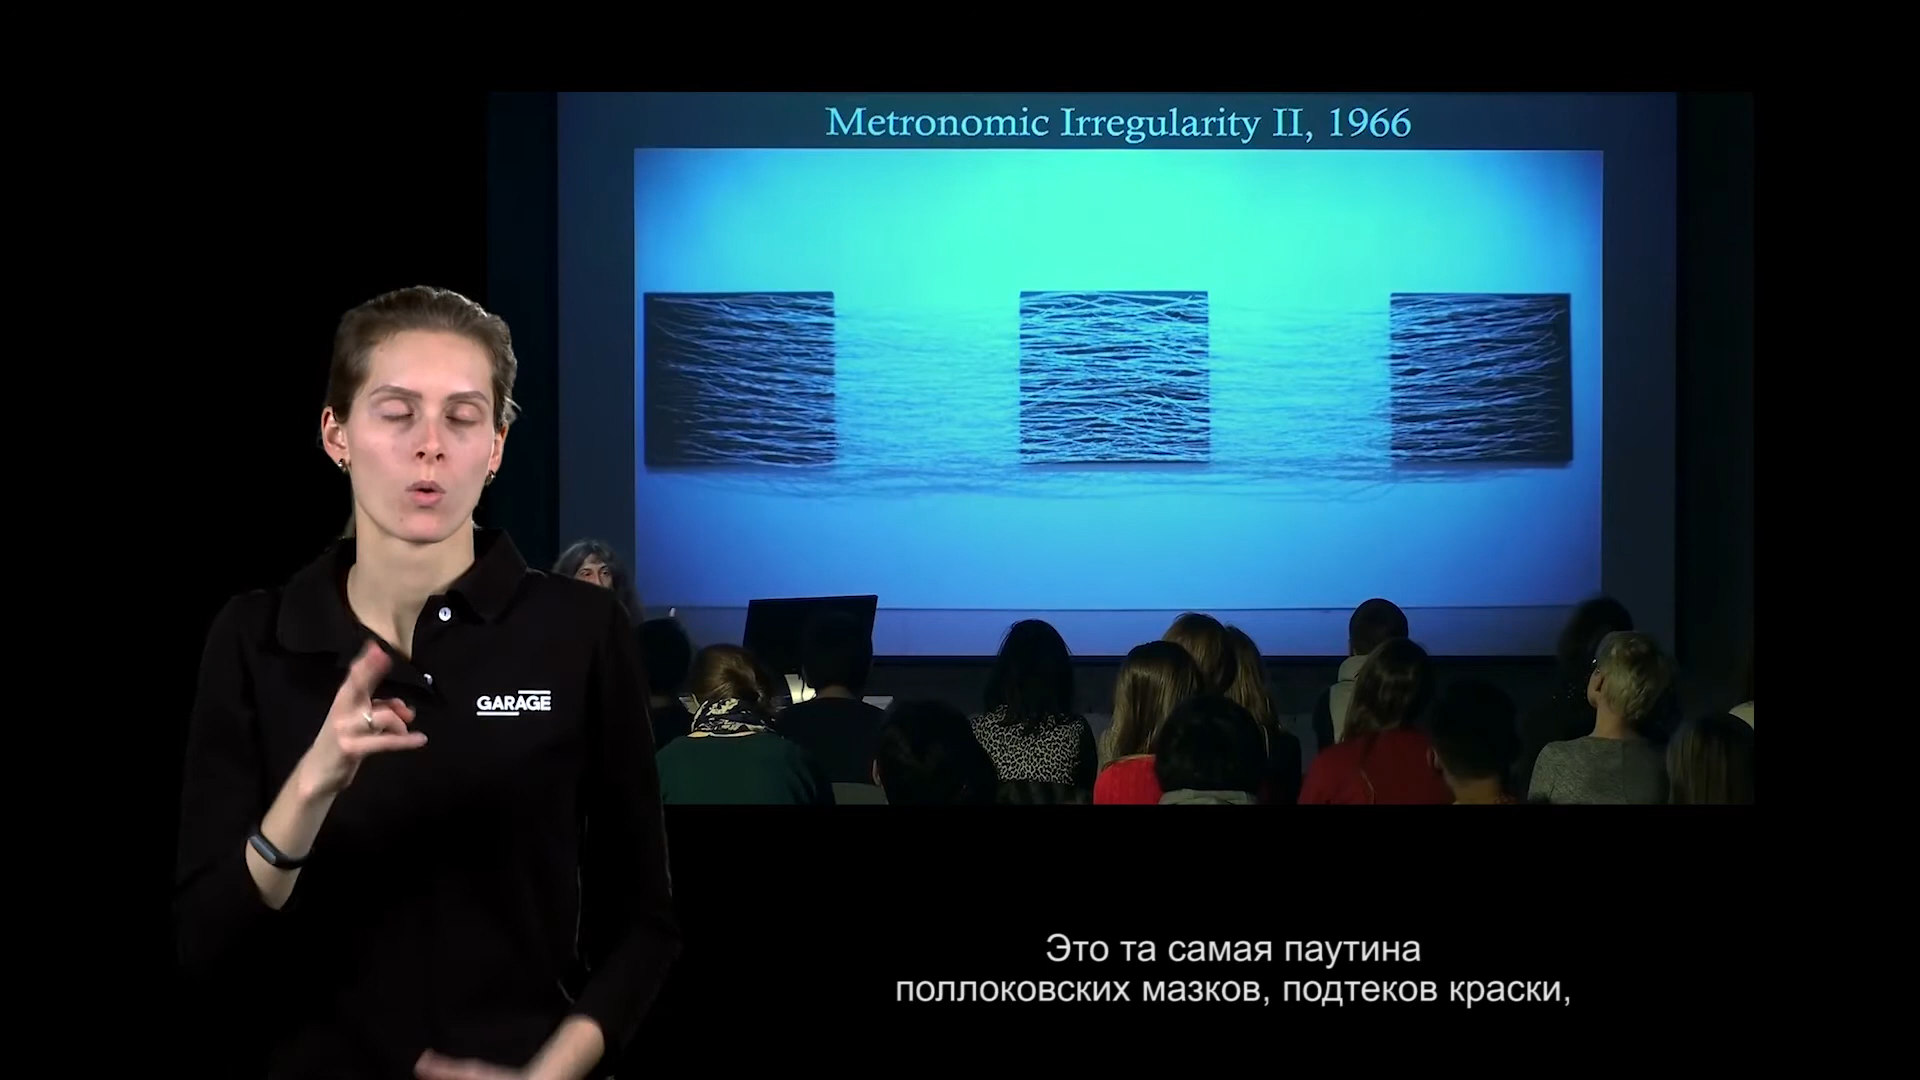 Metronomic Irregularity II, 1966
GARAGE
Это та самая паутина
поллоковских мазков, подтеков краски,